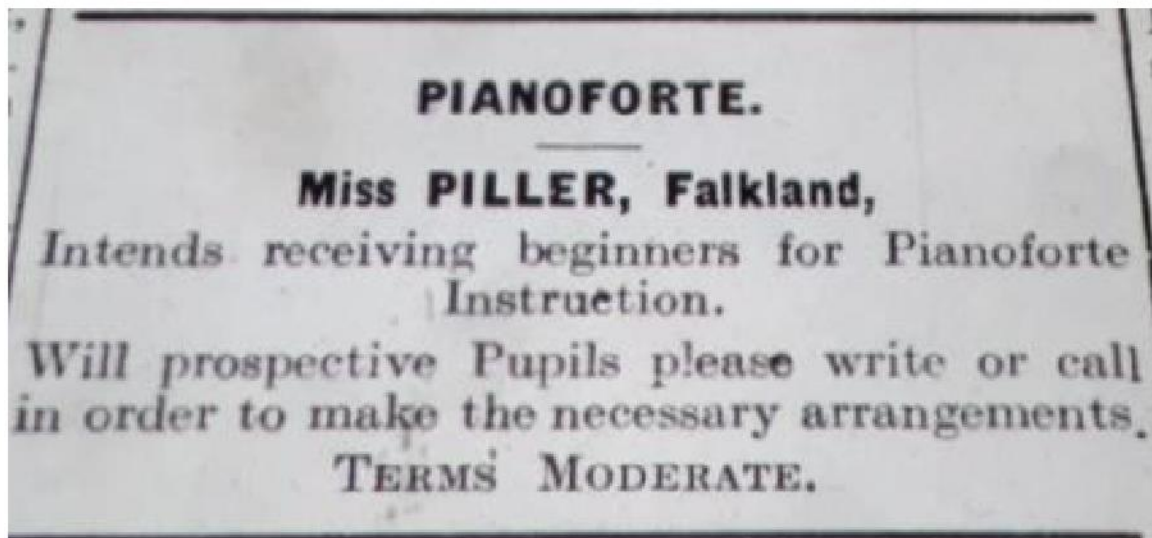 PIANOFORTE.
Miss PILLER, Falkland,
Intends receiving beginners for Pianoforte
Instruction.
Will prospective Pupils please write or call
in order to make the necessary arrangements.
TERMS MODERATE.